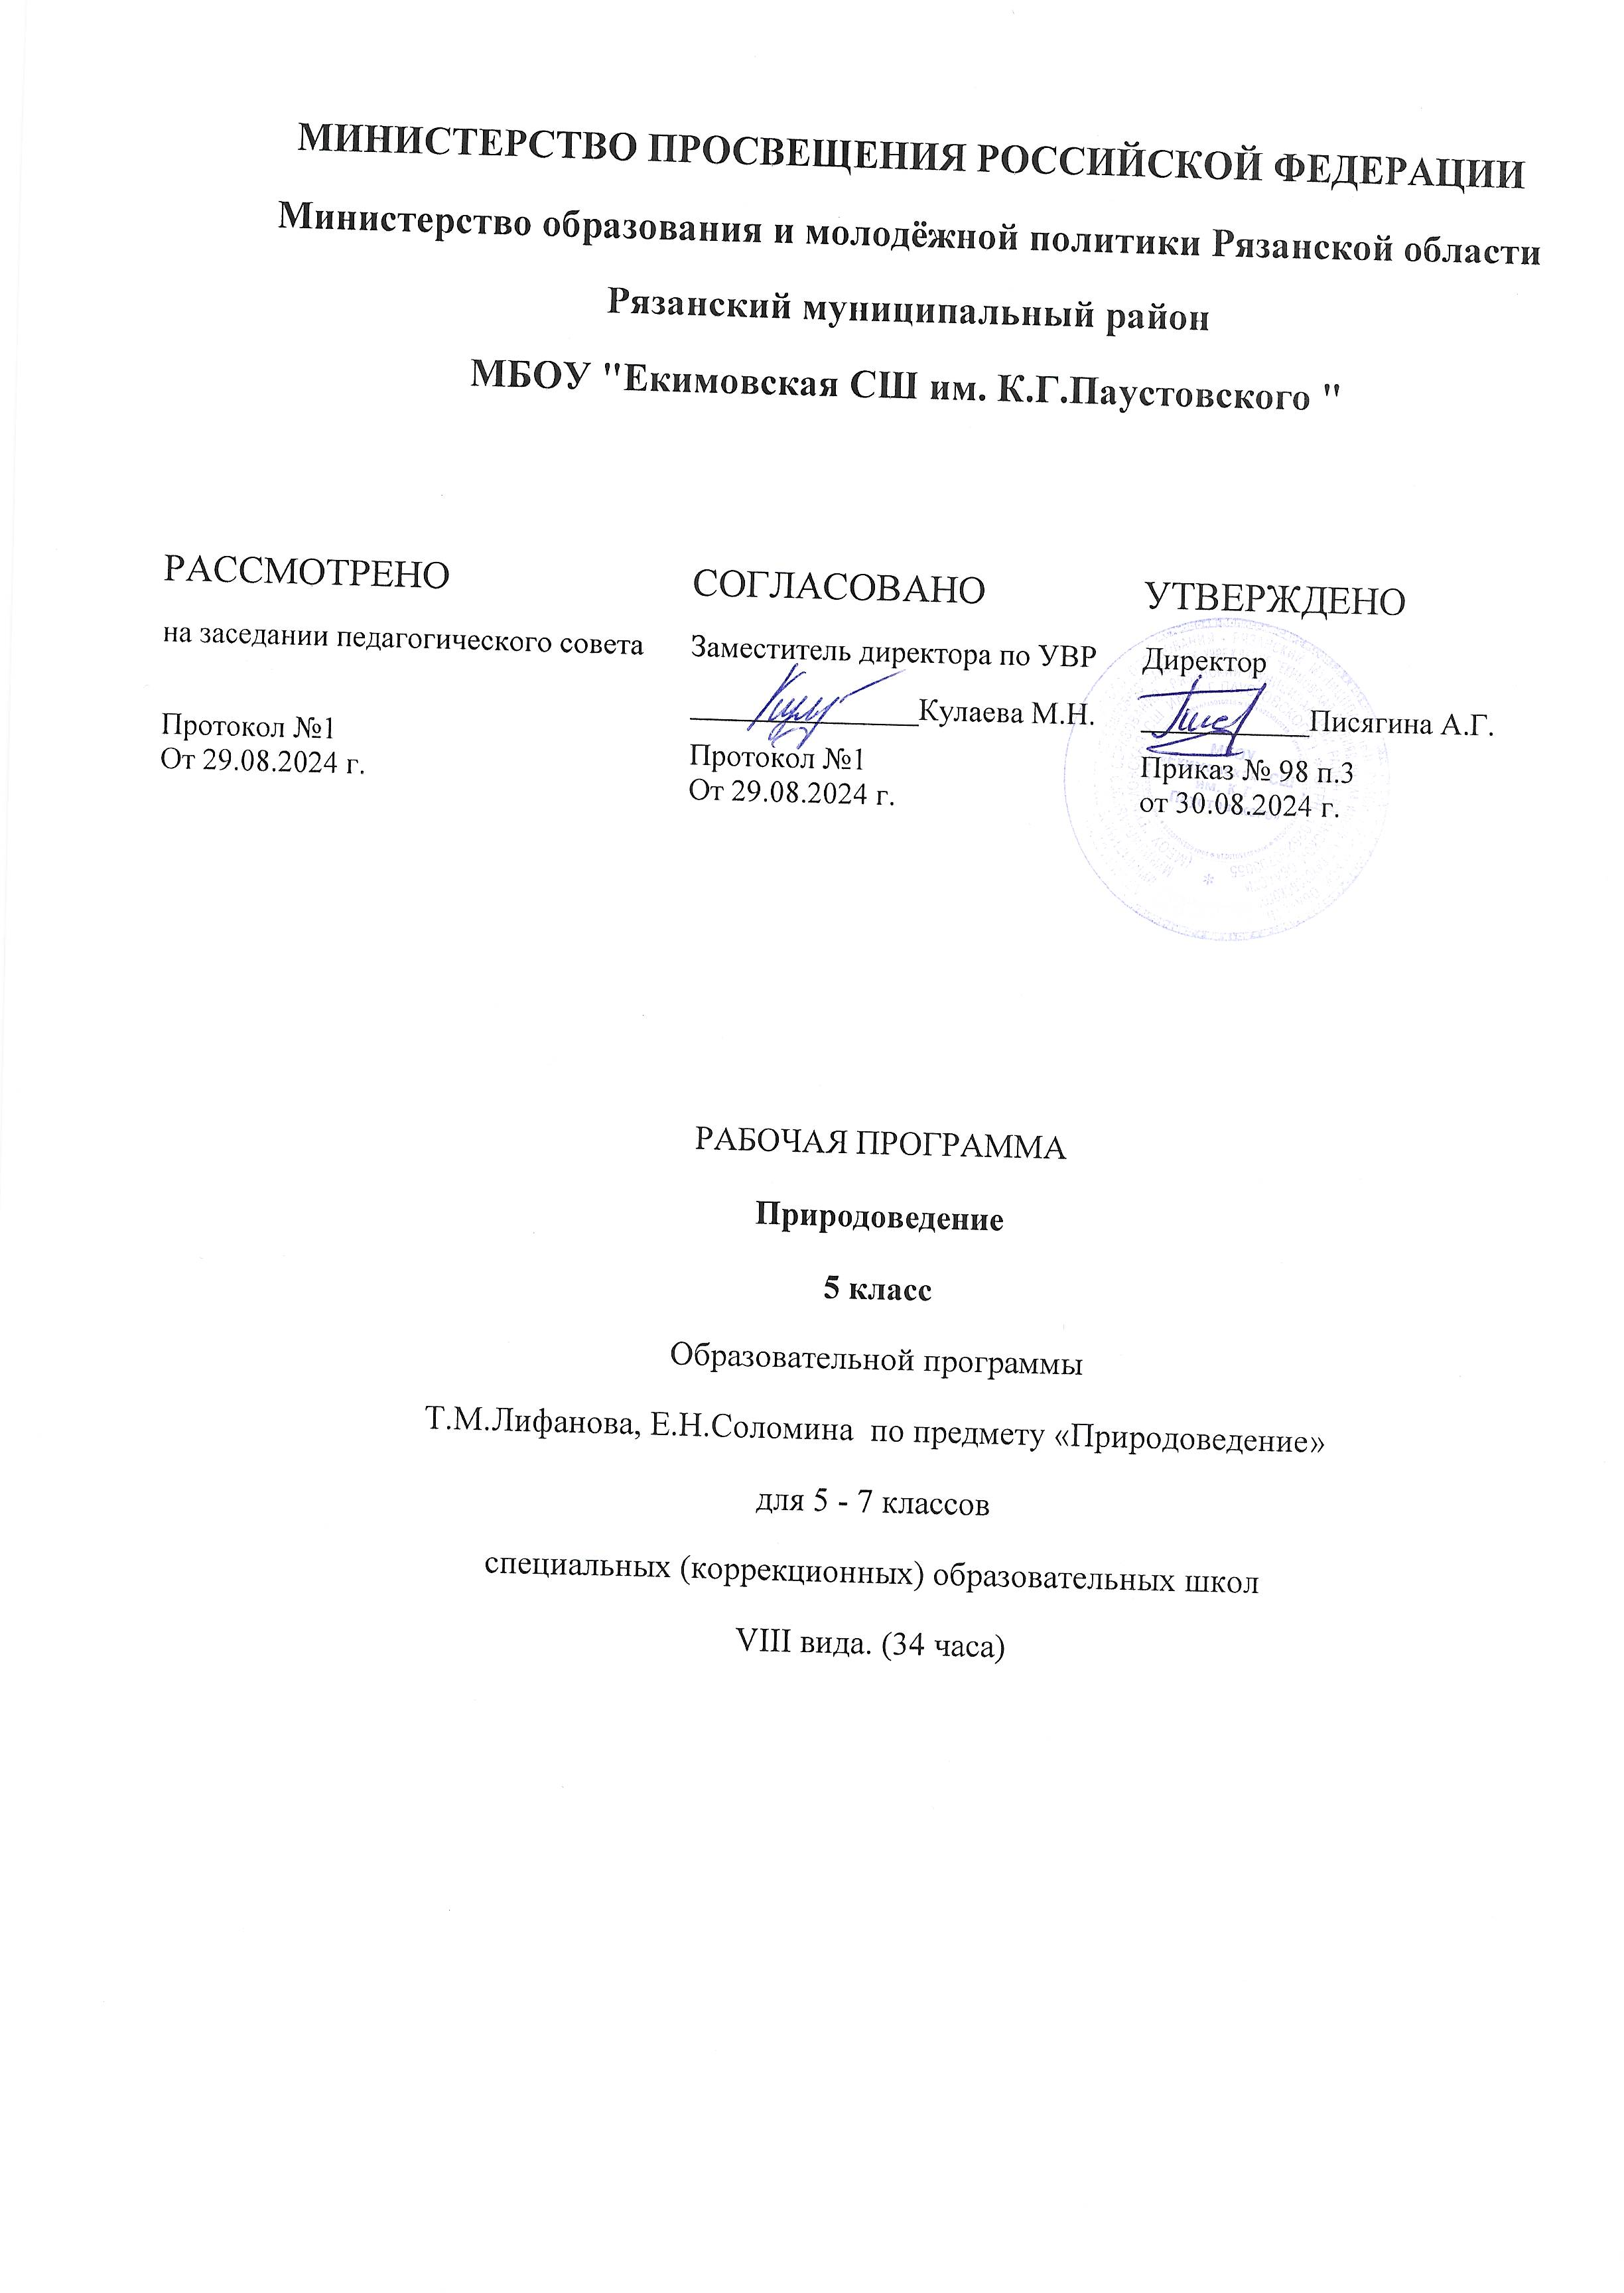 МИНИСТЕРСТВО ПРОСВЕЩЕНИЯ РОССИЙСКОЙ ФЕДЕРАЦИИ
Министерство образования и молодёжной политики Рязанской области
Рязанский муниципальный район
МБОУ "Екимовская СШ им. К.Г.Паустовского "
РАССМОТРЕНО
на заседании педагогического совета
Протокол №1
От 29.08.2024 г.
СОГЛАСОВАНО
Заместитель директора по УВР
Кулаева М.Н.
Протокол №1
От 29.08.2024 г.
УТВЕРЖДЕНО
Директор
Писягина А.Г.
Приказ № 98 п.3
от 30.08.2024 г.
РАБОЧАЯ ПРОГРАММА
Природоведение
5 класс
Образовательной программы
Т.М.Лифанова, Е.Н.Соломина  по предмету «Природоведение»
для 5 - 7 классов
специальных (коррекционных) образовательных школ
VIII вида. (34 часа)